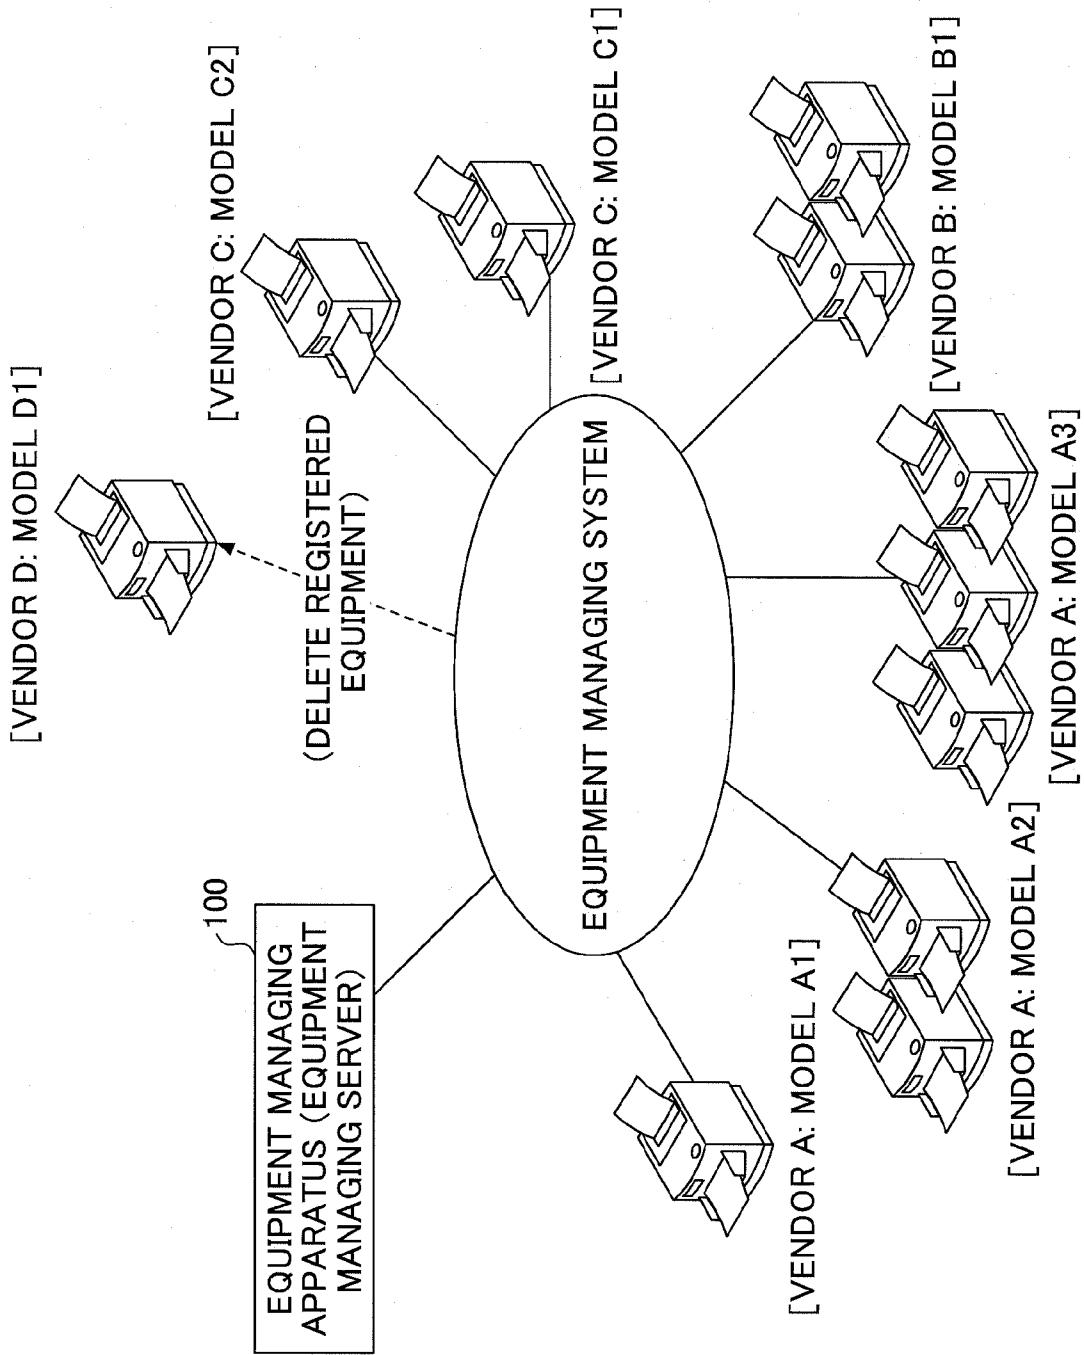 EQUIPMENT MANAGING
APPARATUS (EQUIPMENT
MANAGING SERVER)
100
[VENDOR D: MODEL D1]
(DELETE REGISTERED
EQUIPMENT)
[VENDOR C: MODEL C2]
[VENDOR C: MODEL C1]
EQUIPMENT MANAGING SYSTEM
[VENDOR A: MODEL A1]
[VENDOR A: MODEL A2]
[VENDOR A: MODEL A3]
[VENDOR B: MODEL B1]